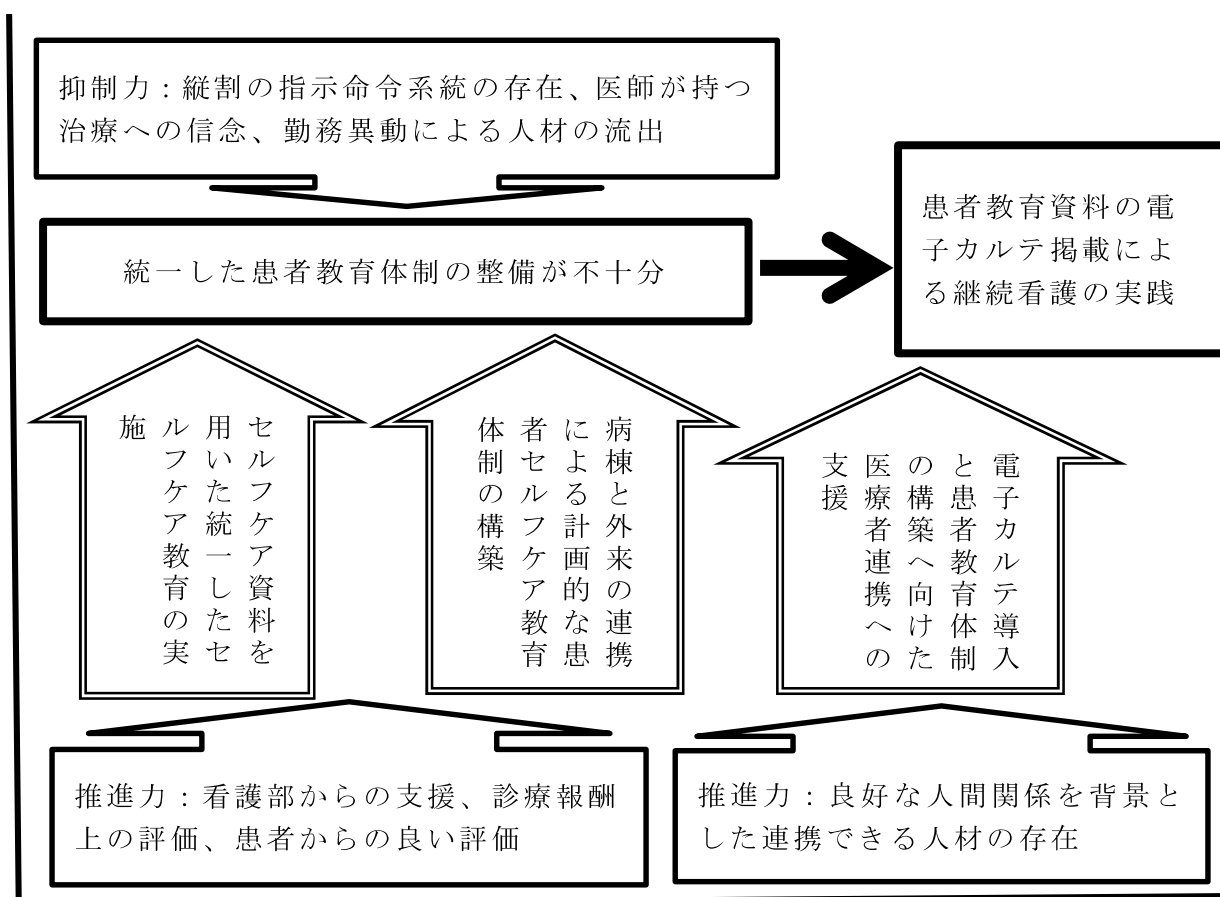 抑制力：縦割の指示命令系統の存在、医師が持つ
治療への信念、勤務異動による人材の流出
統一した患者教育体制の整備が不十分
患者教育資料の電
子カルテ掲載によ
る継続看護の実践
セルフケア資料を
用いた統一したセ
ルフケア教育の実
施
病棟と外来の連携
による計画的な患
者セルフケア教育
体制の構築
電子カルテ導入
と患者教育体制
の構築へ向けた
医療者連携への
支援
推進力：看護部からの支援、診療報酬
上の評価、患者からの良い評価
推進力：良好な人間関係を背景と
した連携できる人材の存在